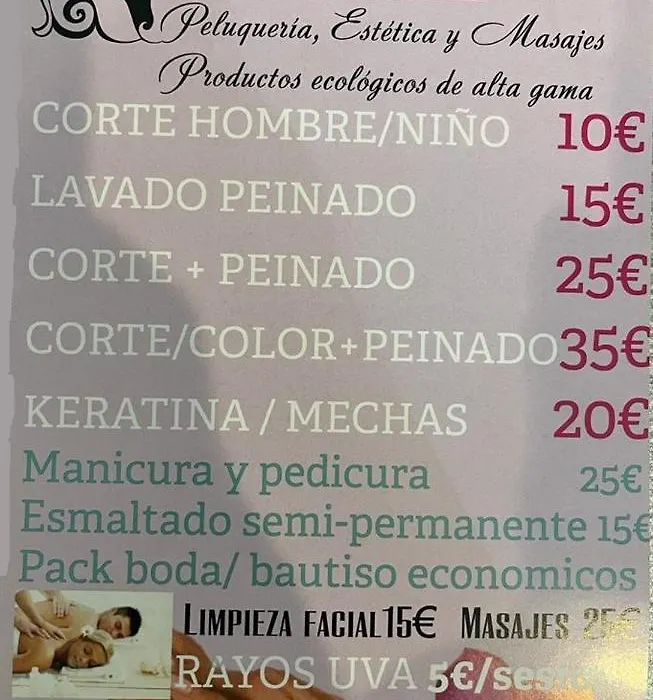 Peluquería, Estética y Masajes
Productos ecológicos de alta gama
CORTE HOMBRE/NIÑO 10€
LAVADO PEINADO 15€
CORTE + PEINADO 25€
CORTE/COLOR+PEINADO 35€
KERATINA / MECHAS 20€
Manicura y pedicura 25€
Esmaltado semi-permanente 15€
Pack boda/ bautiso economicos
LIMPIEZA FACIAL 15€ MASAJES 25€
RAYOS UVA